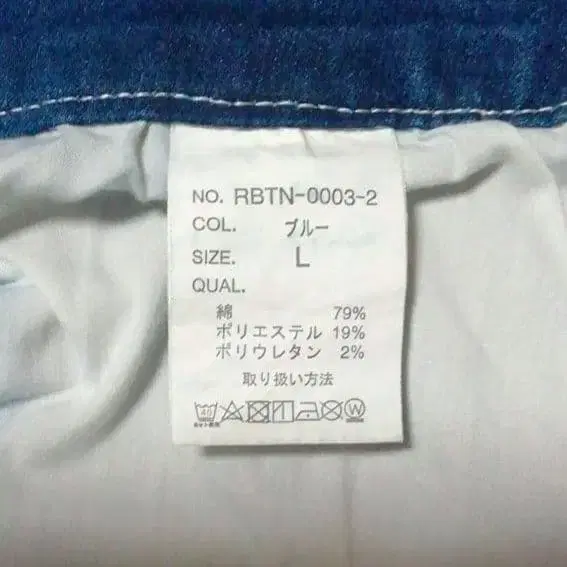 NO. RBTN-0003-2
COL. ブルー
SIZE. L
QUAL.
綿 79%
ポリエステル 19%
ポリウレタン 2%
取り扱い方法
40
W